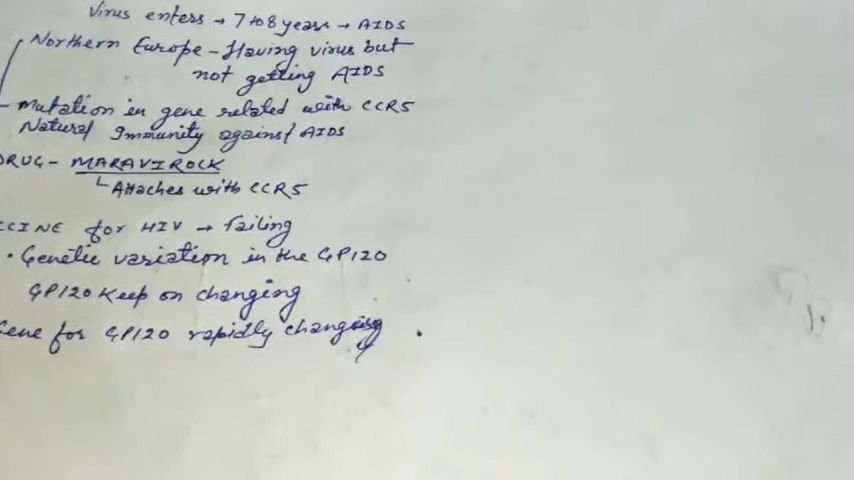 Virus enters → 7 to 8 years → AIDS
Northern Europe - Having virus but
not getting AIDS
- Mutation in gene related with CCR5
Natural Immunity against AIDS
DRUG - MARAVIROCK
Attaches with CCR5
CCINE for HIV → failing
• Genetic variation in the GP120
GP120 Keep on changing
Gene for GP120 rapidly changing